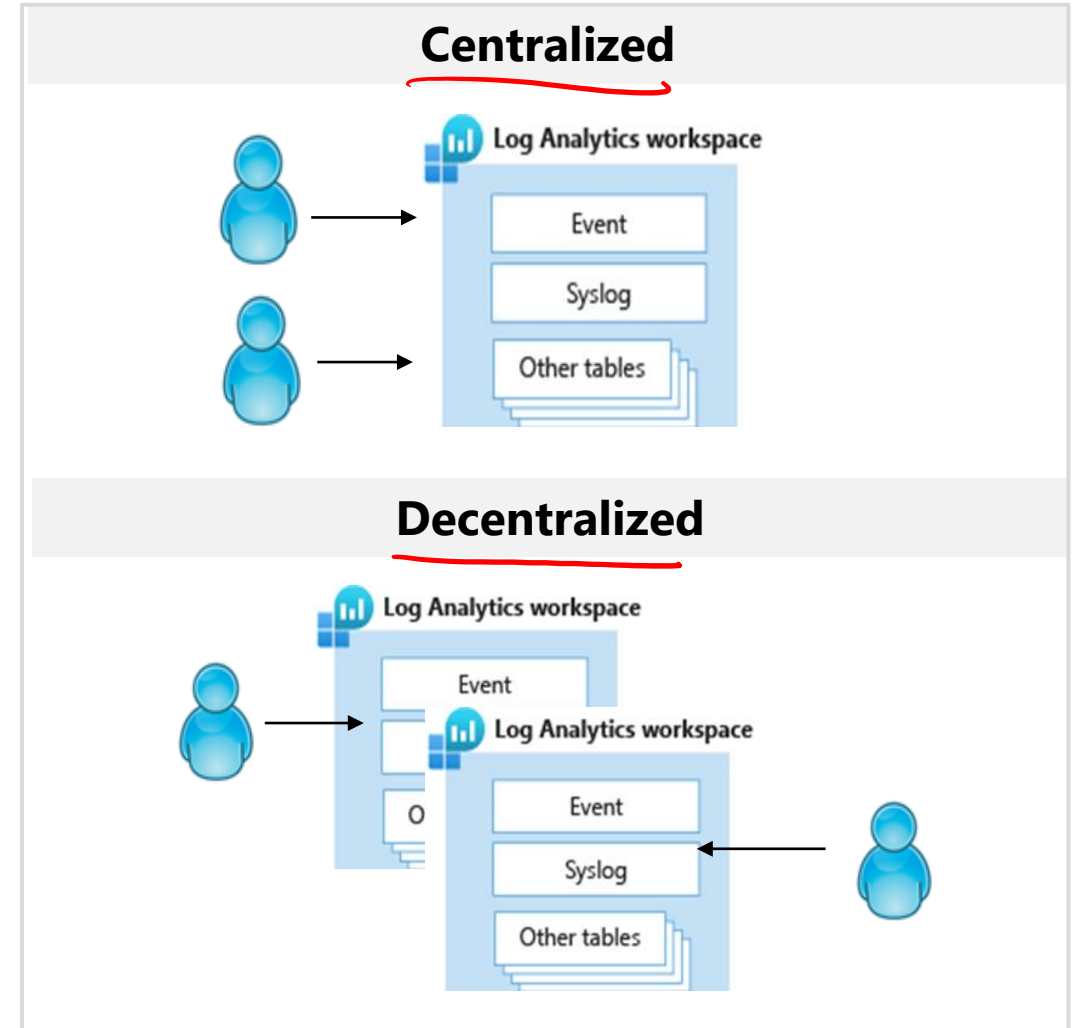 Centralized
Log Analytics workspace
Event
Syslog
Other tables
Decentralized
Log Analytics workspace
Event
O
Log Analytics workspace
Event
Syslog
Other tables